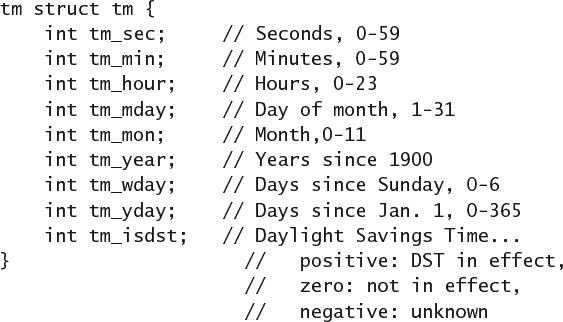 tm struct tm {
    int tm_sec;     // Seconds, 0–59
    int tm_min;     // Minutes, 0–59
    int tm_hour;    // Hours, 0–23
    int tm_mday;    // Day of month, 1–31
    int tm_mon;     // Month,0–11
    int tm_year;    // Years since 1900
    int tm_wday;    // Days since Sunday, 0–6
    int tm_yday;    // Days since Jan. 1, 0–365
    int tm_isdst;   // Daylight Savings Time...
}                     //   positive: DST in effect,
                      //   zero: not in effect,
                      //   negative: unknown